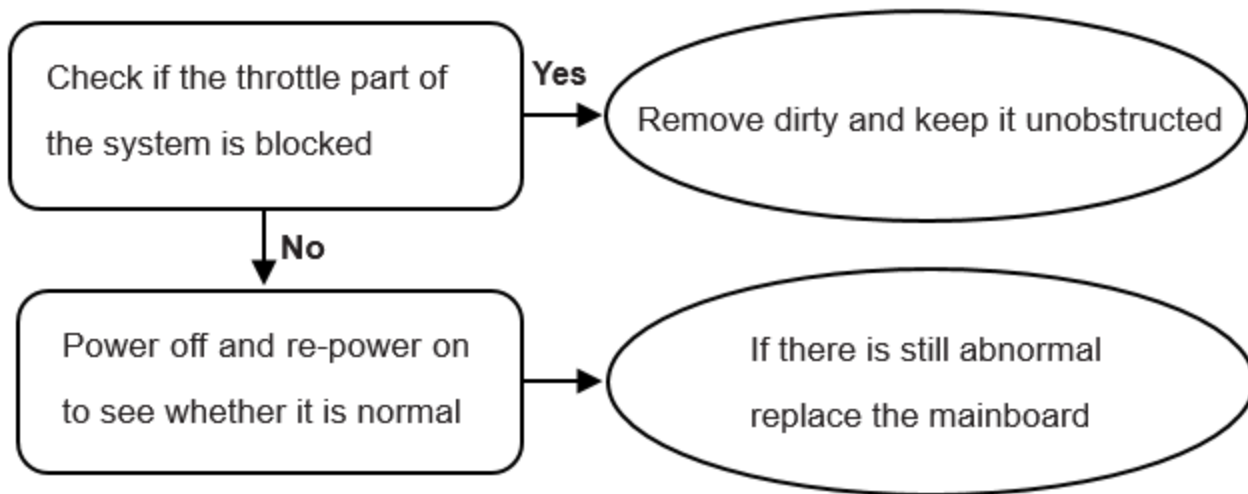 Check if the throttle part of
the system is blocked
Yes
Remove dirty and keep it unobstructed
No
Power off and re-power on
to see whether it is normal
If there is still abnormal
replace the mainboard